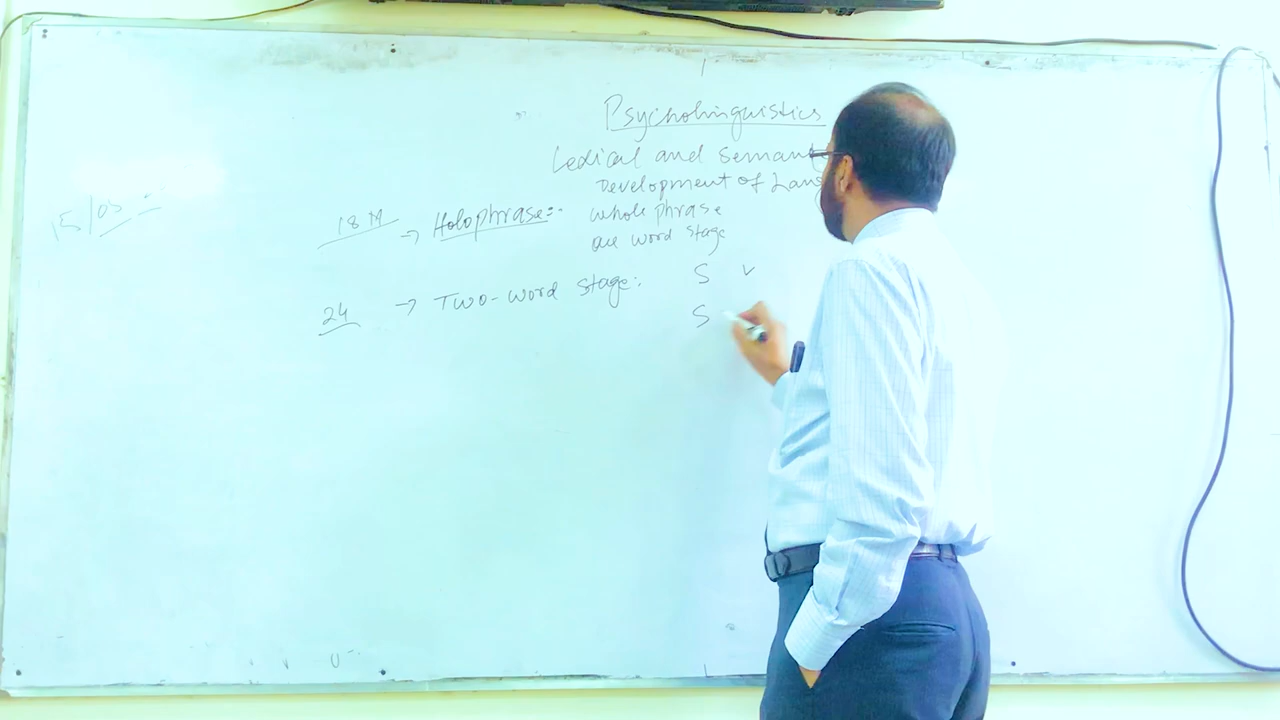 Psycholinguistics
Lexical and Semant
Development of Lang
15/05
18 M → Holophrase:- whole phrase
one word stage
24 → Two-word stage: S V
S